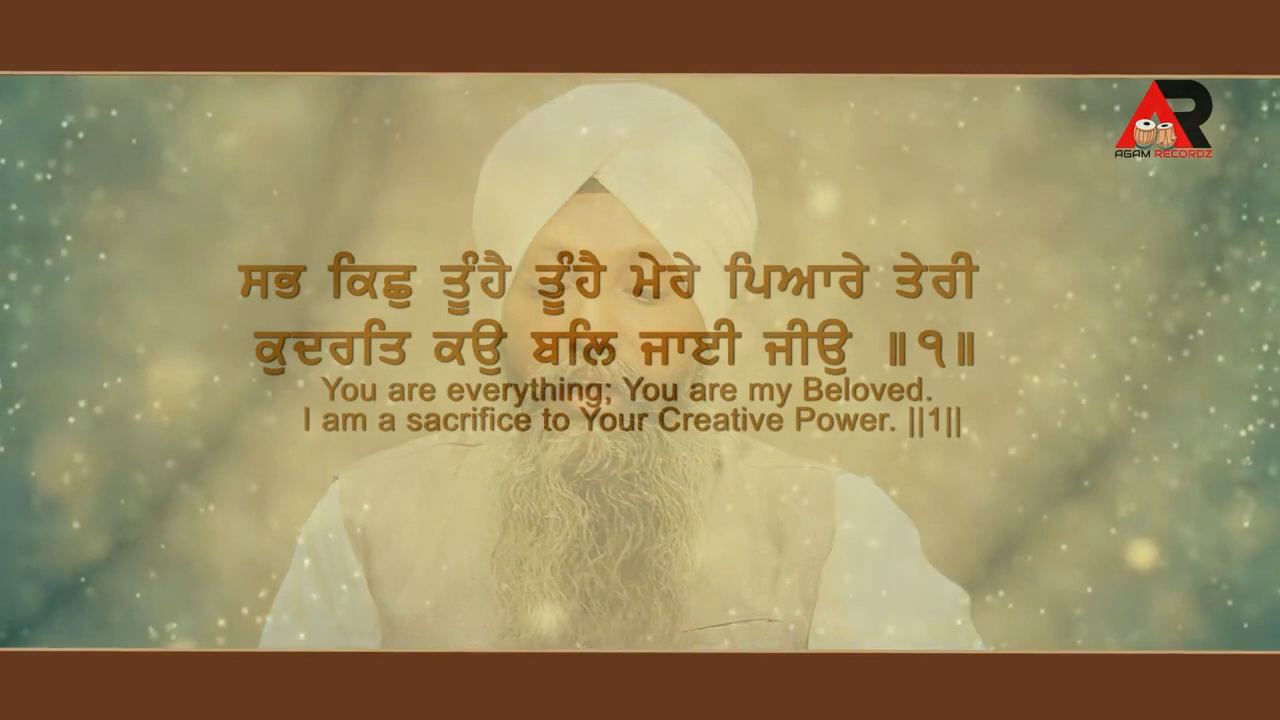 AGAM RECORDZ
ਸਭ ਕਿਛੁ ਤੂੰਹੈ ਤੂੰਹੈ ਮੇਰੇ ਪਿਆਰੇ ਤੇਰੀ
ਕੁਦਰਤਿ ਕਉ ਬਲਿ ਜਾਈ ਜੀਉ ॥੧॥
You are everything; You are my Beloved.
I am a sacrifice to Your Creative Power. ||1||